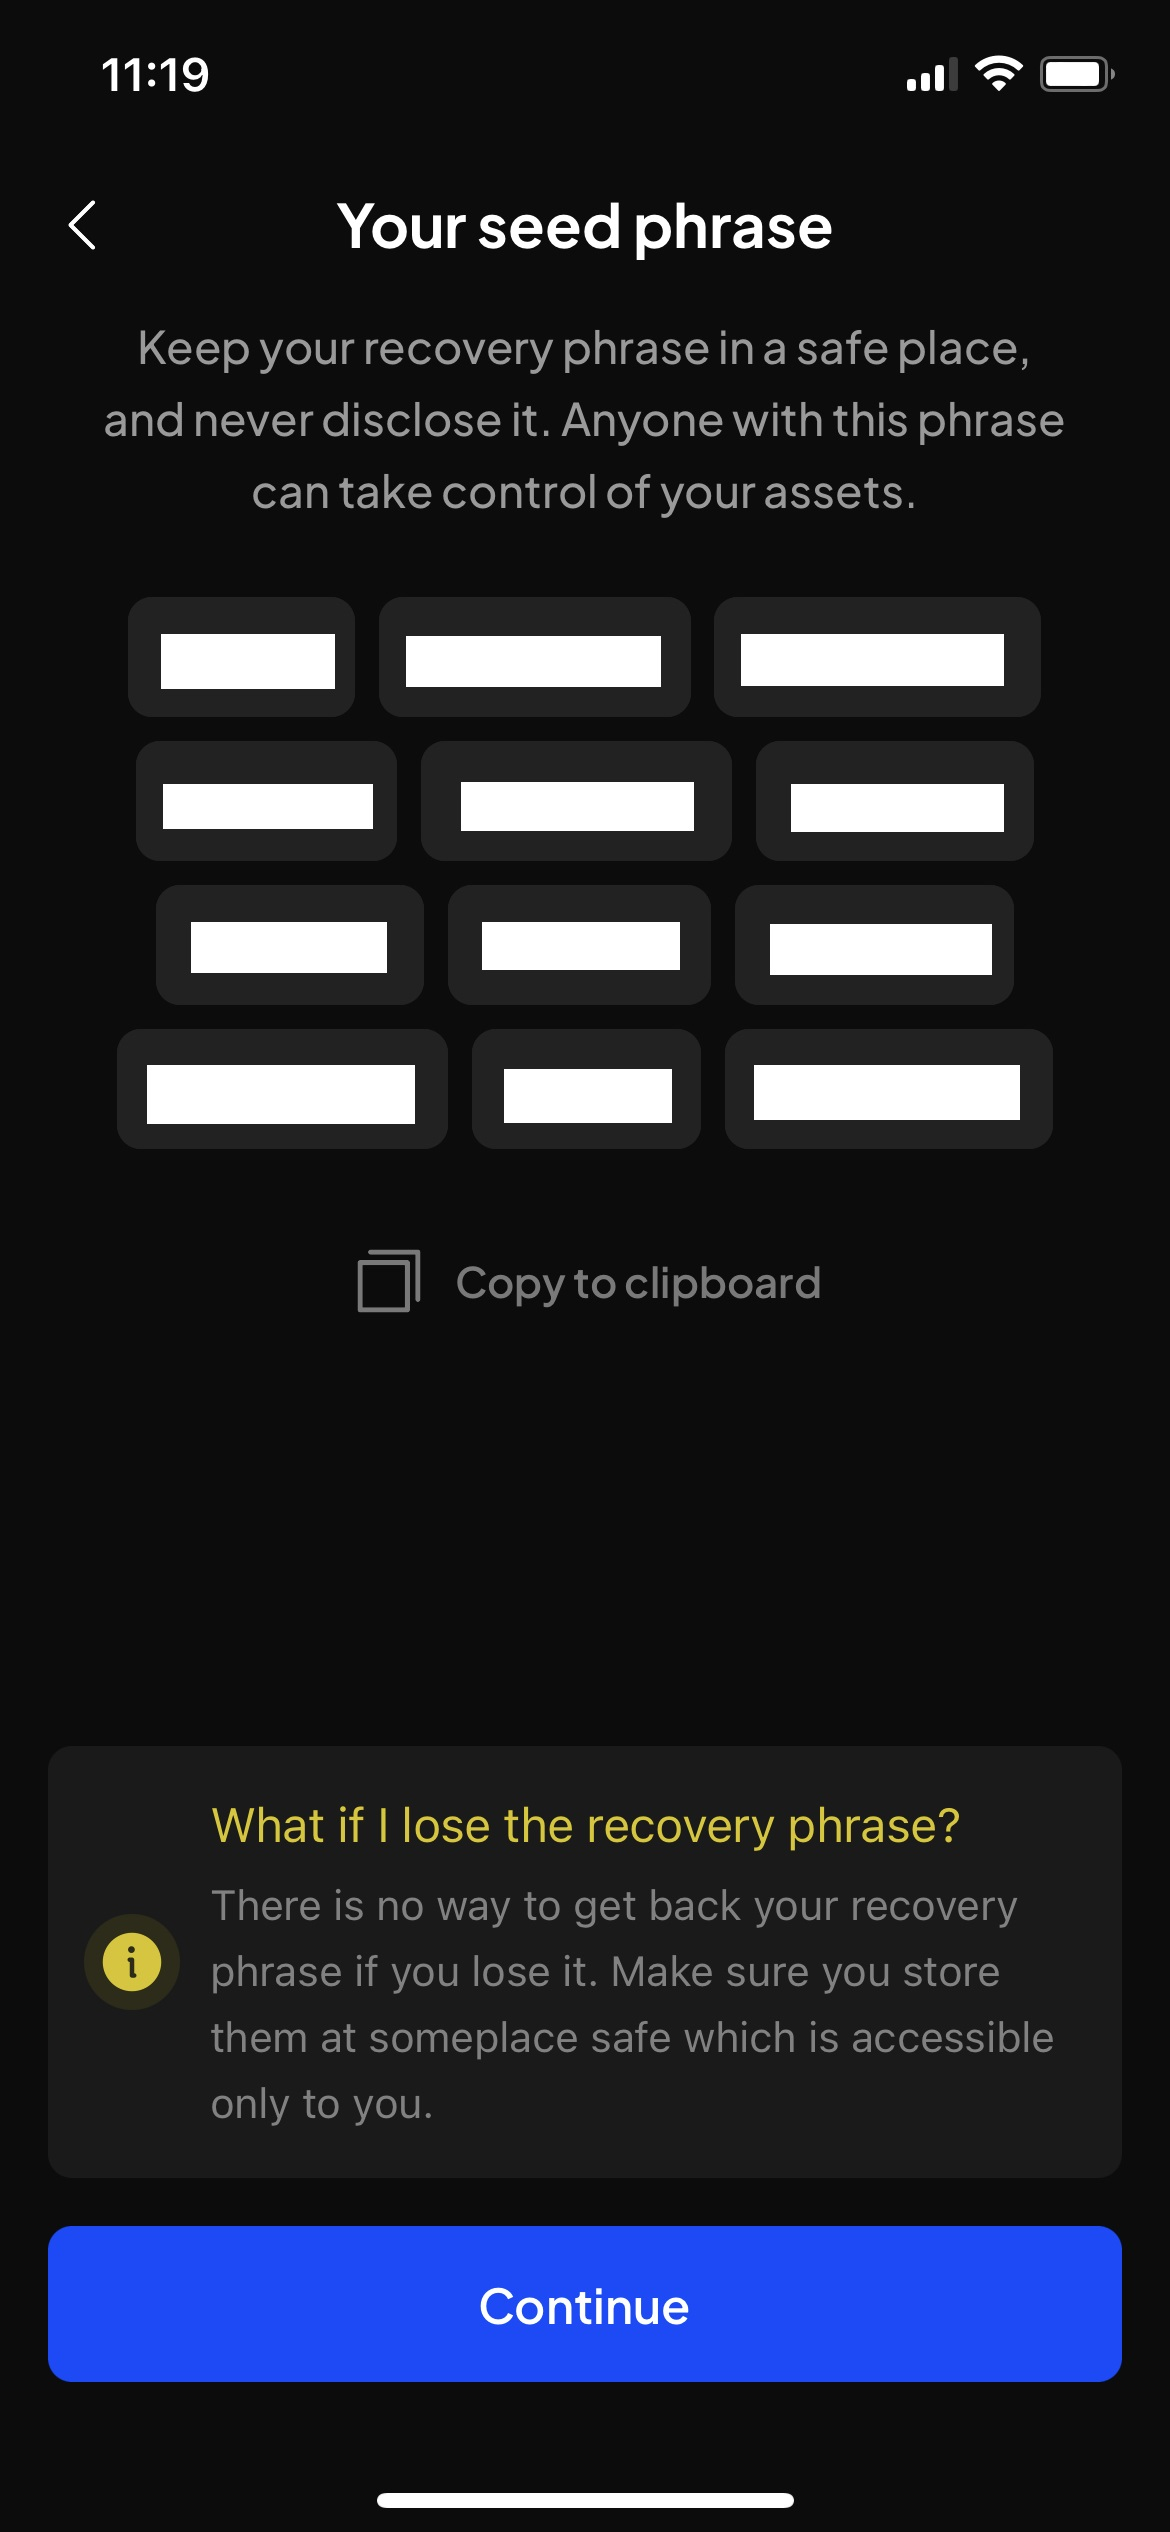 11:19
Your seed phrase
Keep your recovery phrase in a safe place,
and never disclose it. Anyone with this phrase
can take control of your assets.
Copy to clipboard
What if I lose the recovery phrase?
There is no way to get back your recovery
phrase if you lose it. Make sure you store
them at someplace safe which is accessible
only to you.
Continue